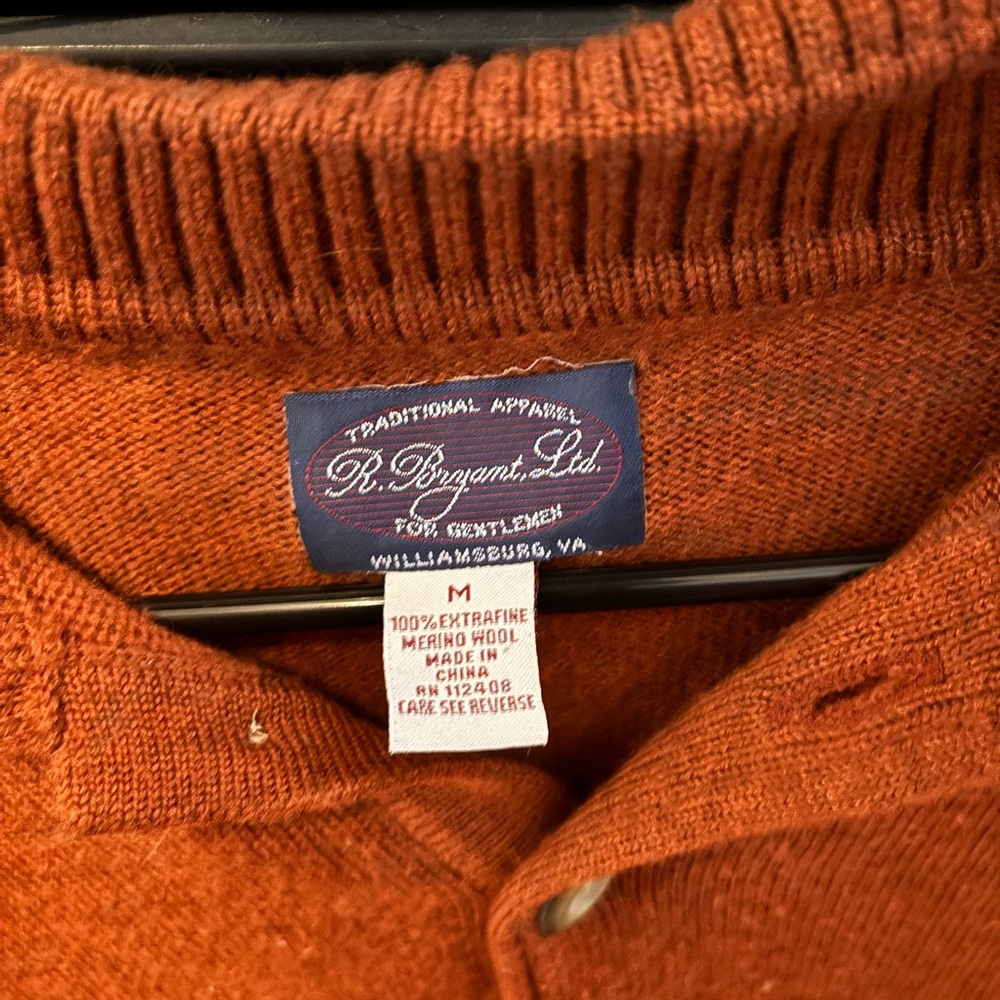 TRADITIONAL APPAREL
R. Bryant, Ltd.
FOR GENTLEMEN
WILLIAMSBURG, VA.
M
100% EXTRAFINE
MERINO WOOL
MADE IN
CHINA
RN 112408
CARE SEE REVERSE